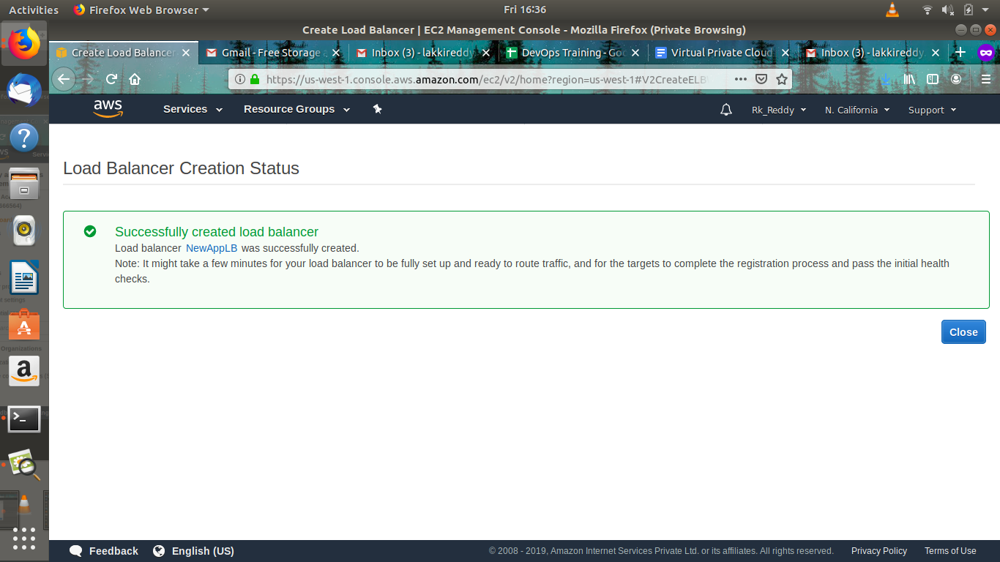 Activities
Firefox Web Browser
Fri 16:36
Create Load Balancer | EC2 Management Console - Mozilla Firefox (Private Browsing)
Create Load Balancer
Gmail - Free Storage a
Inbox (3) - lakkireddy
DevOps Training - Goo
Virtual Private Cloud
Inbox (3) - lakkireddy.
https://us-west-1.console.aws.amazon.com/ec2/v2/home?region=us-west-1#V2CreateELB
aws
Services
Resource Groups
Rk_Reddy
N. California
Support
Load Balancer Creation Status
Successfully created load balancer
Load balancer NewAppLB was successfully created.
Note: It might take a few minutes for your load balancer to be fully set up and ready to route traffic, and for the targets to complete the registration process and pass the initial health
checks.
Close
Feedback
English (US)
© 2008 - 2019, Amazon Internet Services Private Ltd. or its affiliates. All rights reserved.
Privacy Policy
Terms of Use